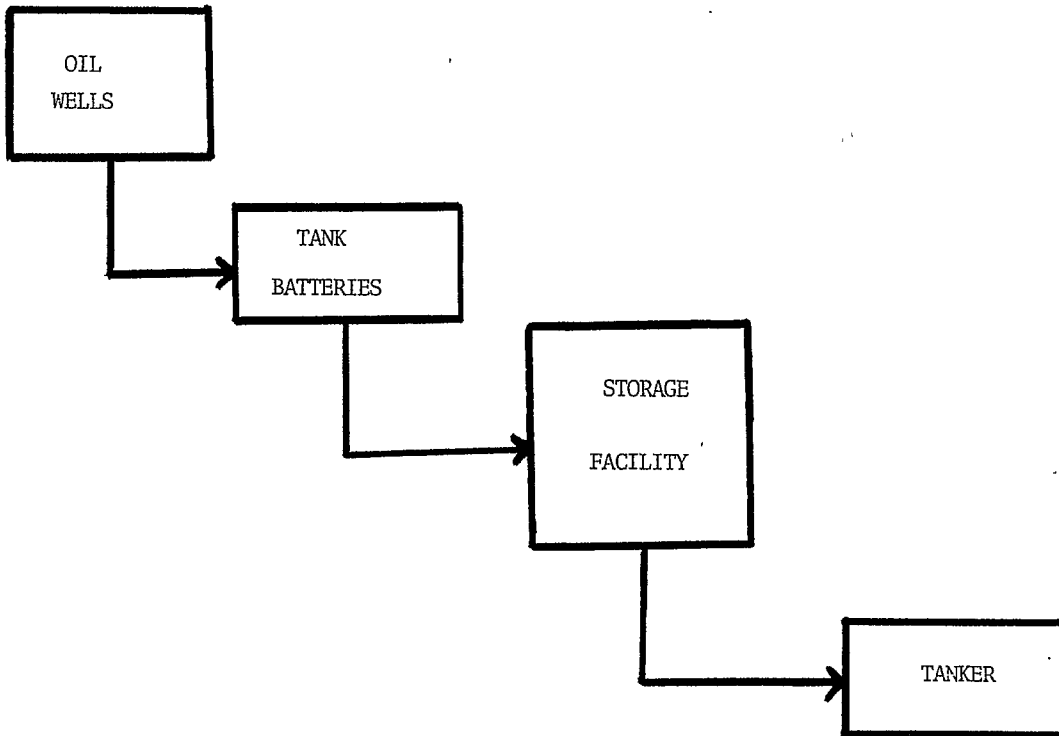 OIL
WELLS
TANK
BATTERIES
STORAGE
FACILITY
TANKER